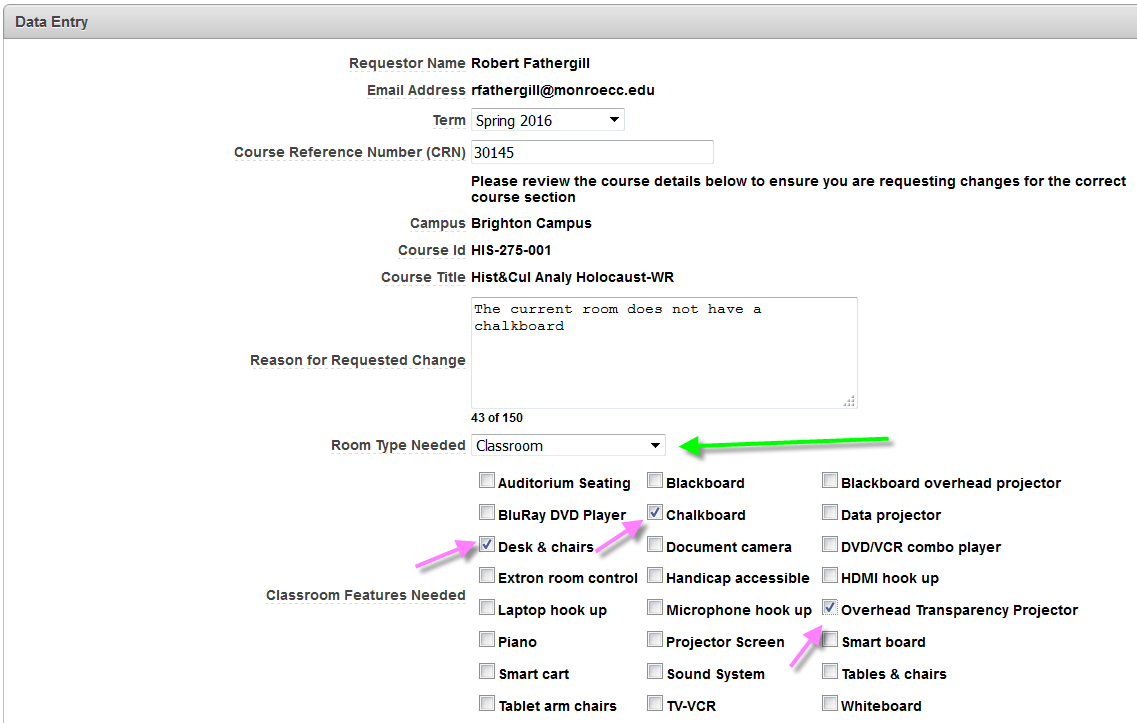 Data Entry
Requestor Name Robert Fathergill
Email Address rfathergill@monroecc.edu
Term Spring 2016
Course Reference Number (CRN) 30145
Please review the course details below to ensure you are requesting changes for the correct
course section
Campus Brighton Campus
Course Id HIS-275-001
Course Title Hist&Cul Analy Holocaust-WR
The current room does not have a
chalkboard
Reason for Requested Change
43 of 150
Room Type Needed Classroom
Auditorium Seating Blackboard Blackboard overhead projector
BluRay DVD Player Chalkboard Data projector
Desk & chairs Document camera DVD/VCR combo player
Extron room control Handicap accessible HDMI hook up
Classroom Features Needed
Laptop hook up Microphone hook up Overhead Transparency Projector
Piano Projector Screen Smart board
Smart cart Sound System Tables & chairs
Tablet arm chairs TV-VCR Whiteboard